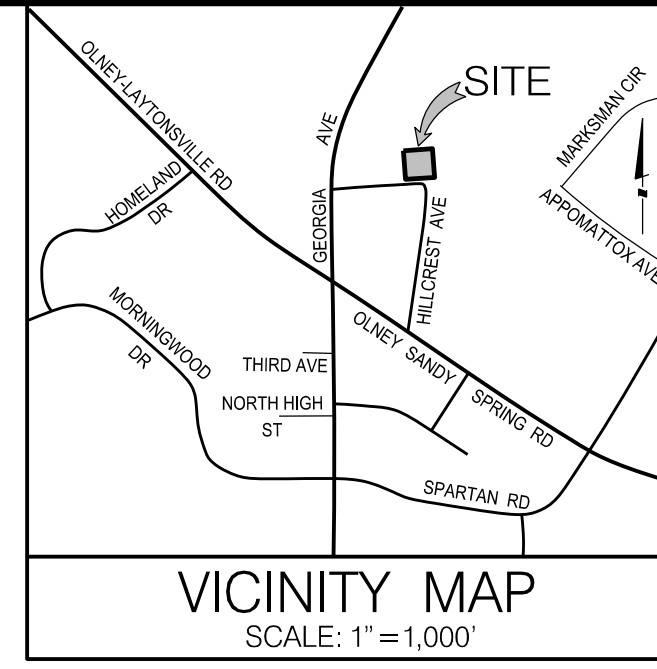 OLNEY-LAYTONSVILLE RD
AVE
SITE
MARKSMAN CIR
HOMELAND
DR
GEORGIA
HILLCREST AVE
APPOMATTOX AVE
MORNINGWOOD
DR
OLNEY SANDY
SPRING RD
THIRD AVE
NORTH HIGH
ST
SPARTAN RD
VICINITY MAP
SCALE: 1"=1,000'